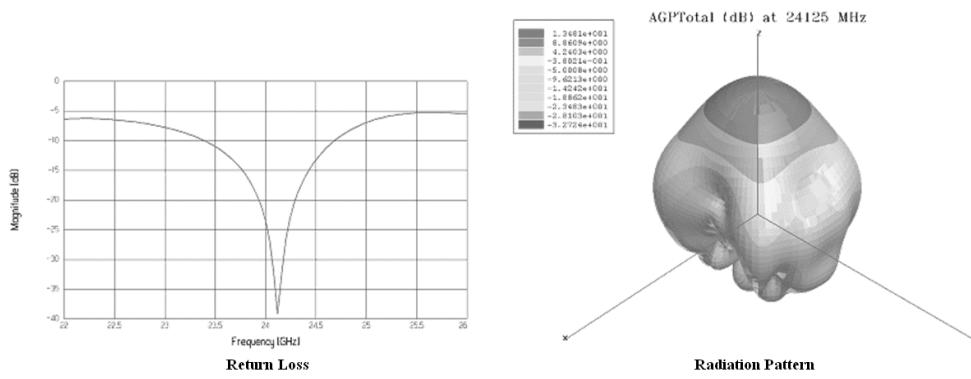 AGPTotal (dB) at 24125 MHz
1.3481e+001
8.8609e+000
4.2403e+000
-3.8021e-001
-5.0008e+000
-9.6213e+000
-1.4242e+001
-1.8862e+001
-2.3483e+001
-2.8103e+001
-3.2724e+001
z
x
0
-5
-10
-15
-20
-25
-30
-35
-40
Magnitude (dB)
22 22.5 23 23.5 24 24.5 25 25.5 26
Frequency (GHz)
Return Loss
Radiation Pattern